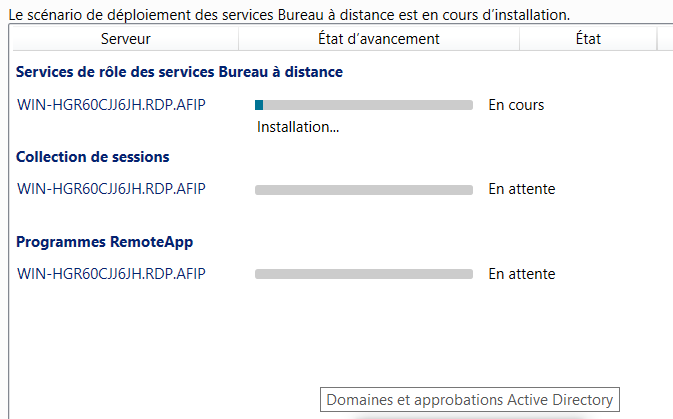 Le scénario de déploiement des services Bureau à distance est en cours d’installation.
Serveur État d’avancement État
Services de rôle des services Bureau à distance
WIN-HGR60CJJ6JH.RDP.AFIP En cours
Installation...
Collection de sessions
WIN-HGR60CJJ6JH.RDP.AFIP En attente
Programmes RemoteApp
WIN-HGR60CJJ6JH.RDP.AFIP En attente
Domaines et approbations Active Directory